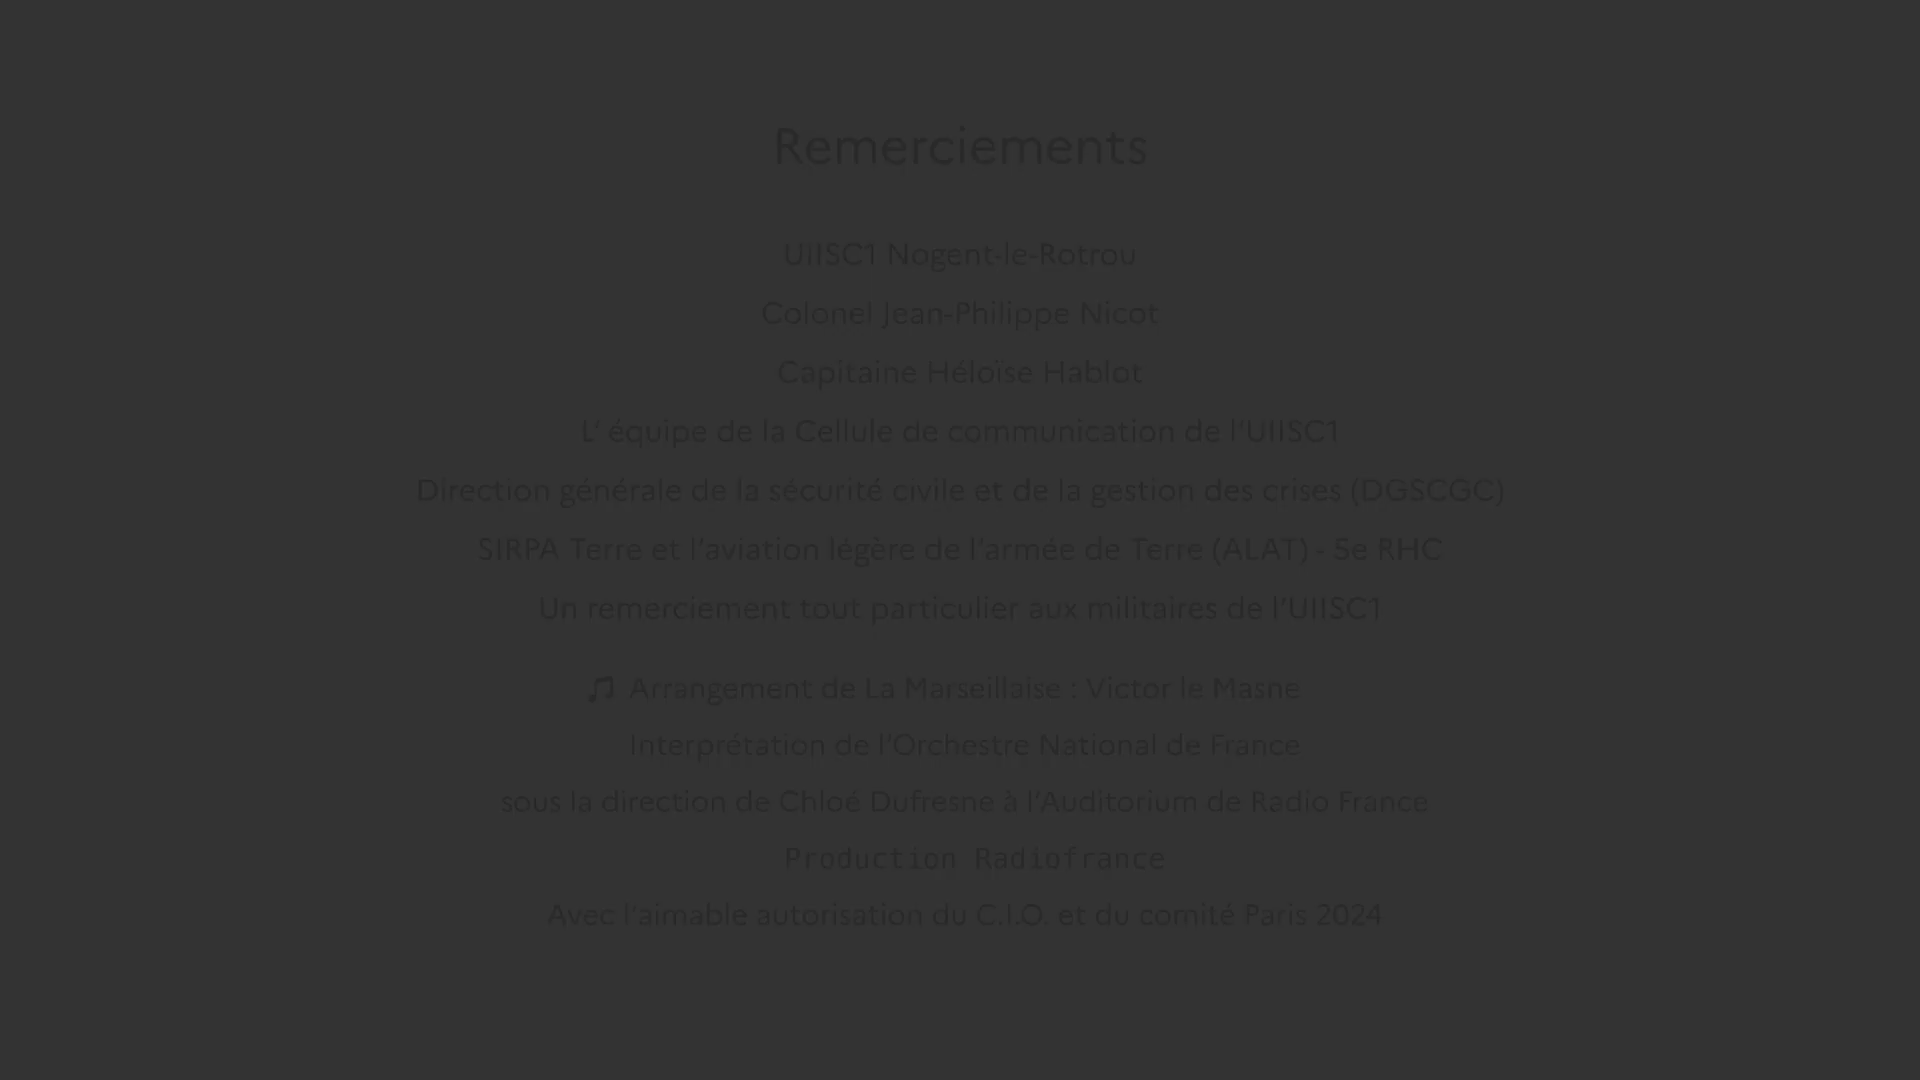 Remerciements
UIISC1 Nogent-le-Rotrou
Colonel Jean-Philippe Nicot
Capitaine Héloïse Hablot
L’ équipe de la Cellule de communication de l’UIISC1
Direction générale de la sécurité civile et de la gestion des crises (DGSCGC)
SIRPA Terre et l’aviation légère de l’armée de Terre (ALAT) - 5e RHC
Un remerciement tout particulier aux militaires de l’UIISC1
♫ Arrangement de La Marseillaise : Victor le Masne
Interprétation de l’Orchestre National de France
sous la direction de Chloé Dufresne à l’Auditorium de Radio France
Production Radiofrance
Avec l’aimable autorisation du C.I.O. et du comité Paris 2024